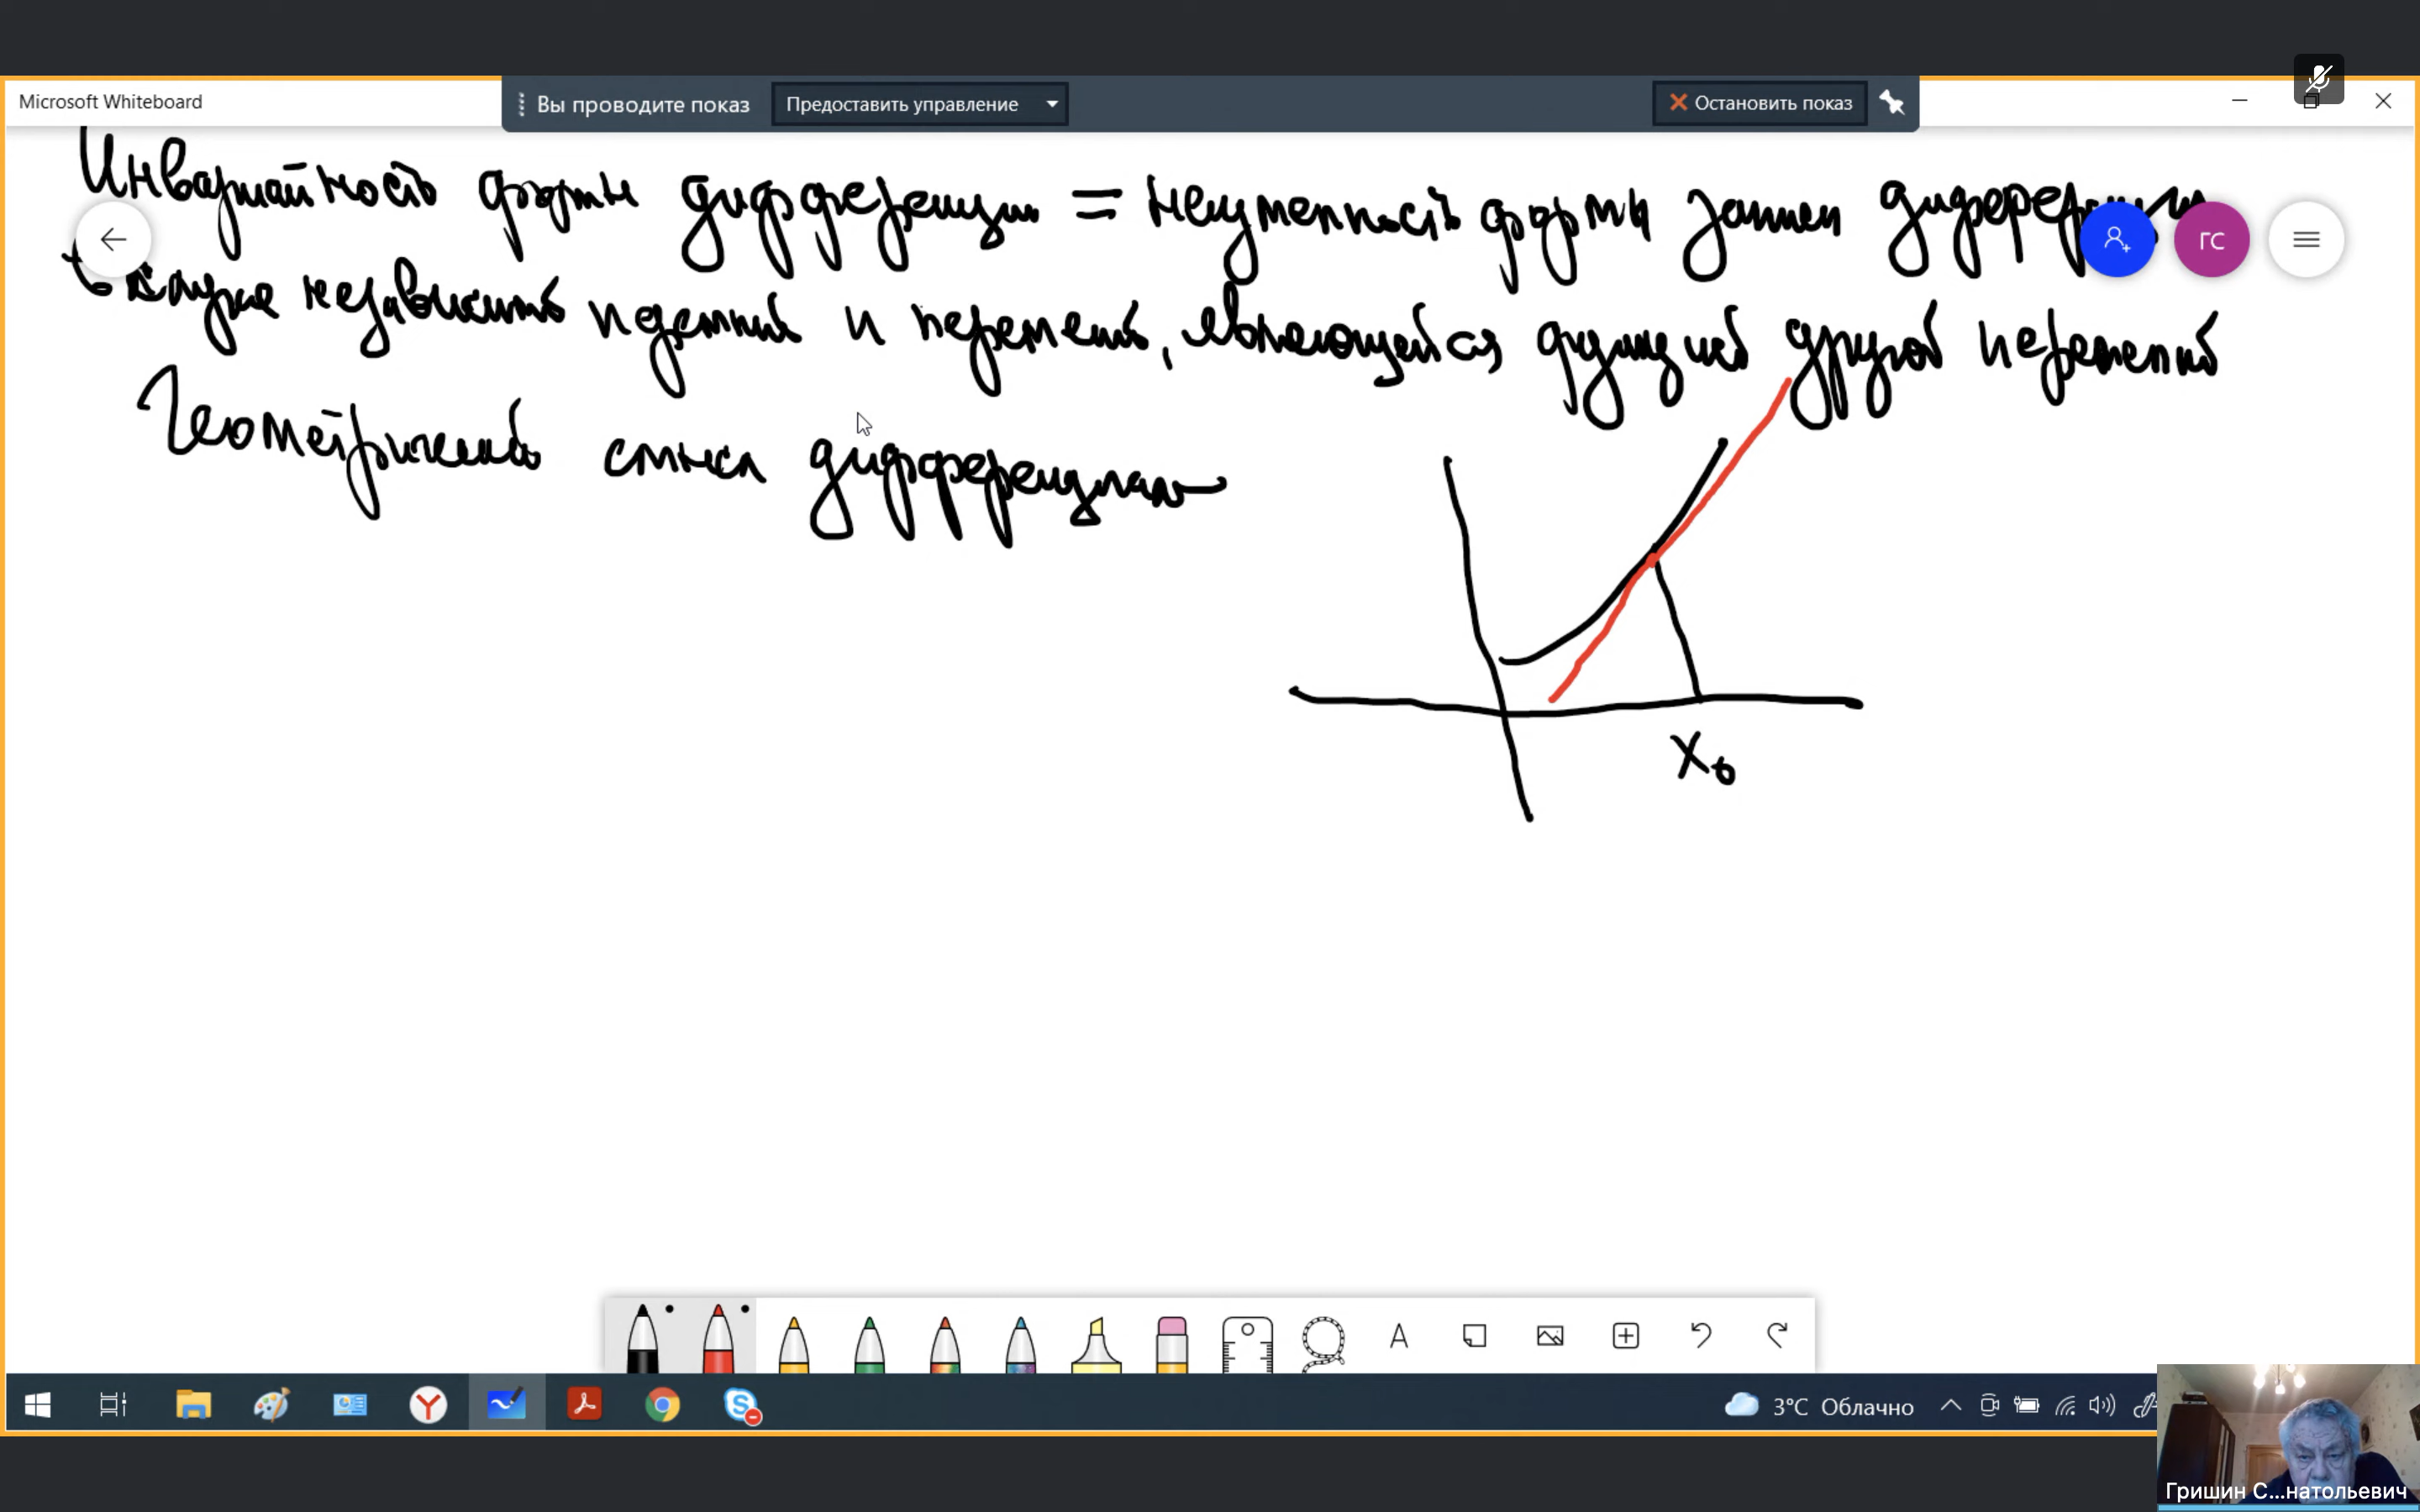 Microsoft Whiteboard
Вы проводите показ
Предоставить управление
Остановить показ
Инвариантность формы дифференциала = неизменность формы записи дифференциала
в случае независимой переменной и переменной, являющейся функцией другой переменной
ГС
Геометрический смысл дифференциала
X₀
A
3°C Облачно
Гришин С...натольевич